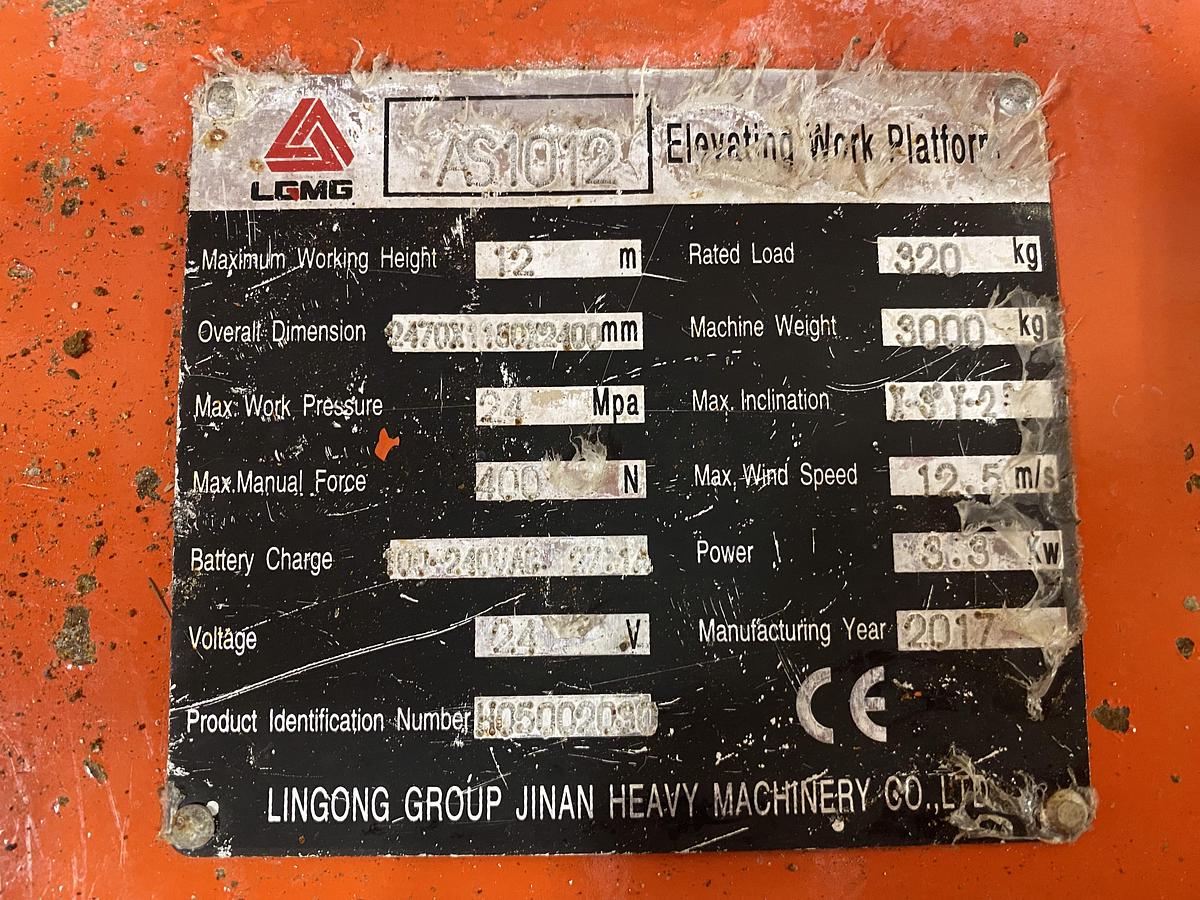 LGMG
AS1012
Elevating Work Platform
Maximum Working Height 12 m
Rated Load 320 kg
Overall Dimension mm
Machine Weight 3000 kg
Max. Work Pressure 24 Mpa
Max. Inclination X-3° Y-2°
Max.Manual Force 400 N
Max. Wind Speed 12.5 m/s
Battery Charge
Power 3.3 Kw
Voltage 24 V
Manufacturing Year 2017
Product Identification Number
CE
LINGONG GROUP JINAN HEAVY MACHINERY CO.,LTD